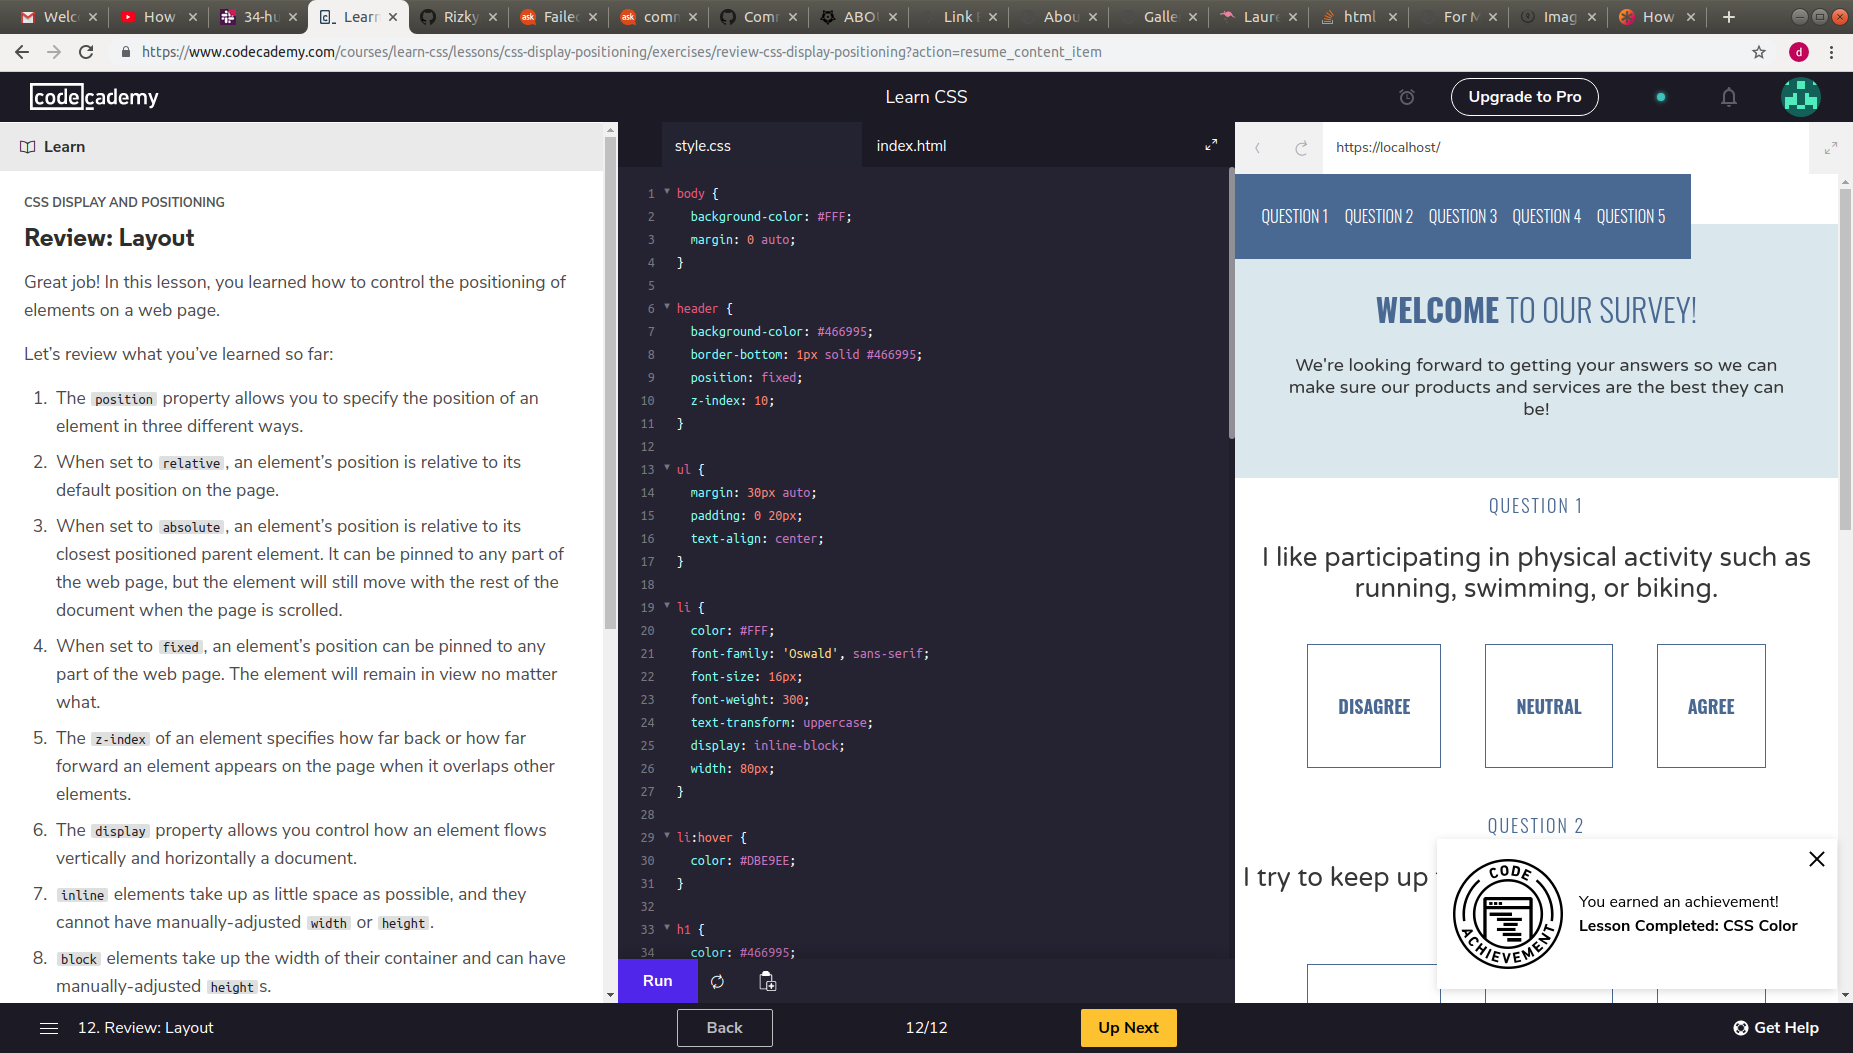 Welc
How
34-hu
Learn
Rizky
Failed
comm
Comm
ABO
Link
Abou
Galle
Laure
html
For M
Imag
How
https://www.codecademy.com/courses/learn-css/lessons/css-display-positioning/exercises/review-css-display-positioning?action=resume_content_item
d
codecademy
Learn CSS
Upgrade to Pro
Learn
CSS DISPLAY AND POSITIONING
Review: Layout
Great job! In this lesson, you learned how to control the positioning of
elements on a web page.
Let's review what you've learned so far:
1. The position property allows you to specify the position of an
element in three different ways.
2. When set to relative, an element's position is relative to its
default position on the page.
3. When set to absolute, an element's position is relative to its
closest positioned parent element. It can be pinned to any part of
the web page, but the element will still move with the rest of the
document when the page is scrolled.
4. When set to fixed, an element's position can be pinned to any
part of the web page. The element will remain in view no matter
what.
5. The z-index of an element specifies how far back or how far
forward an element appears on the page when it overlaps other
elements.
6. The display property allows you control how an element flows
vertically and horizontally a document.
7. inline elements take up as little space as possible, and they
cannot have manually-adjusted width or height.
8. block elements take up the width of their container and can have
manually-adjusted heights.
style.css
index.html
1 body {
2 background-color: #FFF;
3 margin: 0 auto;
4 }
5
6 header {
7 background-color: #466995;
8 border-bottom: 1px solid #466995;
9 position: fixed;
10 z-index: 10;
11 }
12
13 ul {
14 margin: 30px auto;
15 padding: 0 20px;
16 text-align: center;
17 }
18
19 li {
20 color: #FFF;
21 font-family: 'Oswald', sans-serif;
22 font-size: 16px;
23 font-weight: 300;
24 text-transform: uppercase;
25 display: inline-block;
26 width: 80px;
27 }
28
29 li:hover {
30 color: #DBE9EE;
31 }
32
33 h1 {
34 color: #466995;
Run
https://localhost/
QUESTION 1 QUESTION 2 QUESTION 3 QUESTION 4 QUESTION 5
WELCOME TO OUR SURVEY!
We're looking forward to getting your answers so we can
make sure our products and services are the best they can
be!
QUESTION 1
I like participating in physical activity such as
running, swimming, or biking.
DISAGREE
NEUTRAL
AGREE
QUESTION 2
I try to keep up
CODE
ACHIEVEMENT
You earned an achievement!
Lesson Completed: CSS Color
12. Review: Layout
Back
12/12
Up Next
Get Help